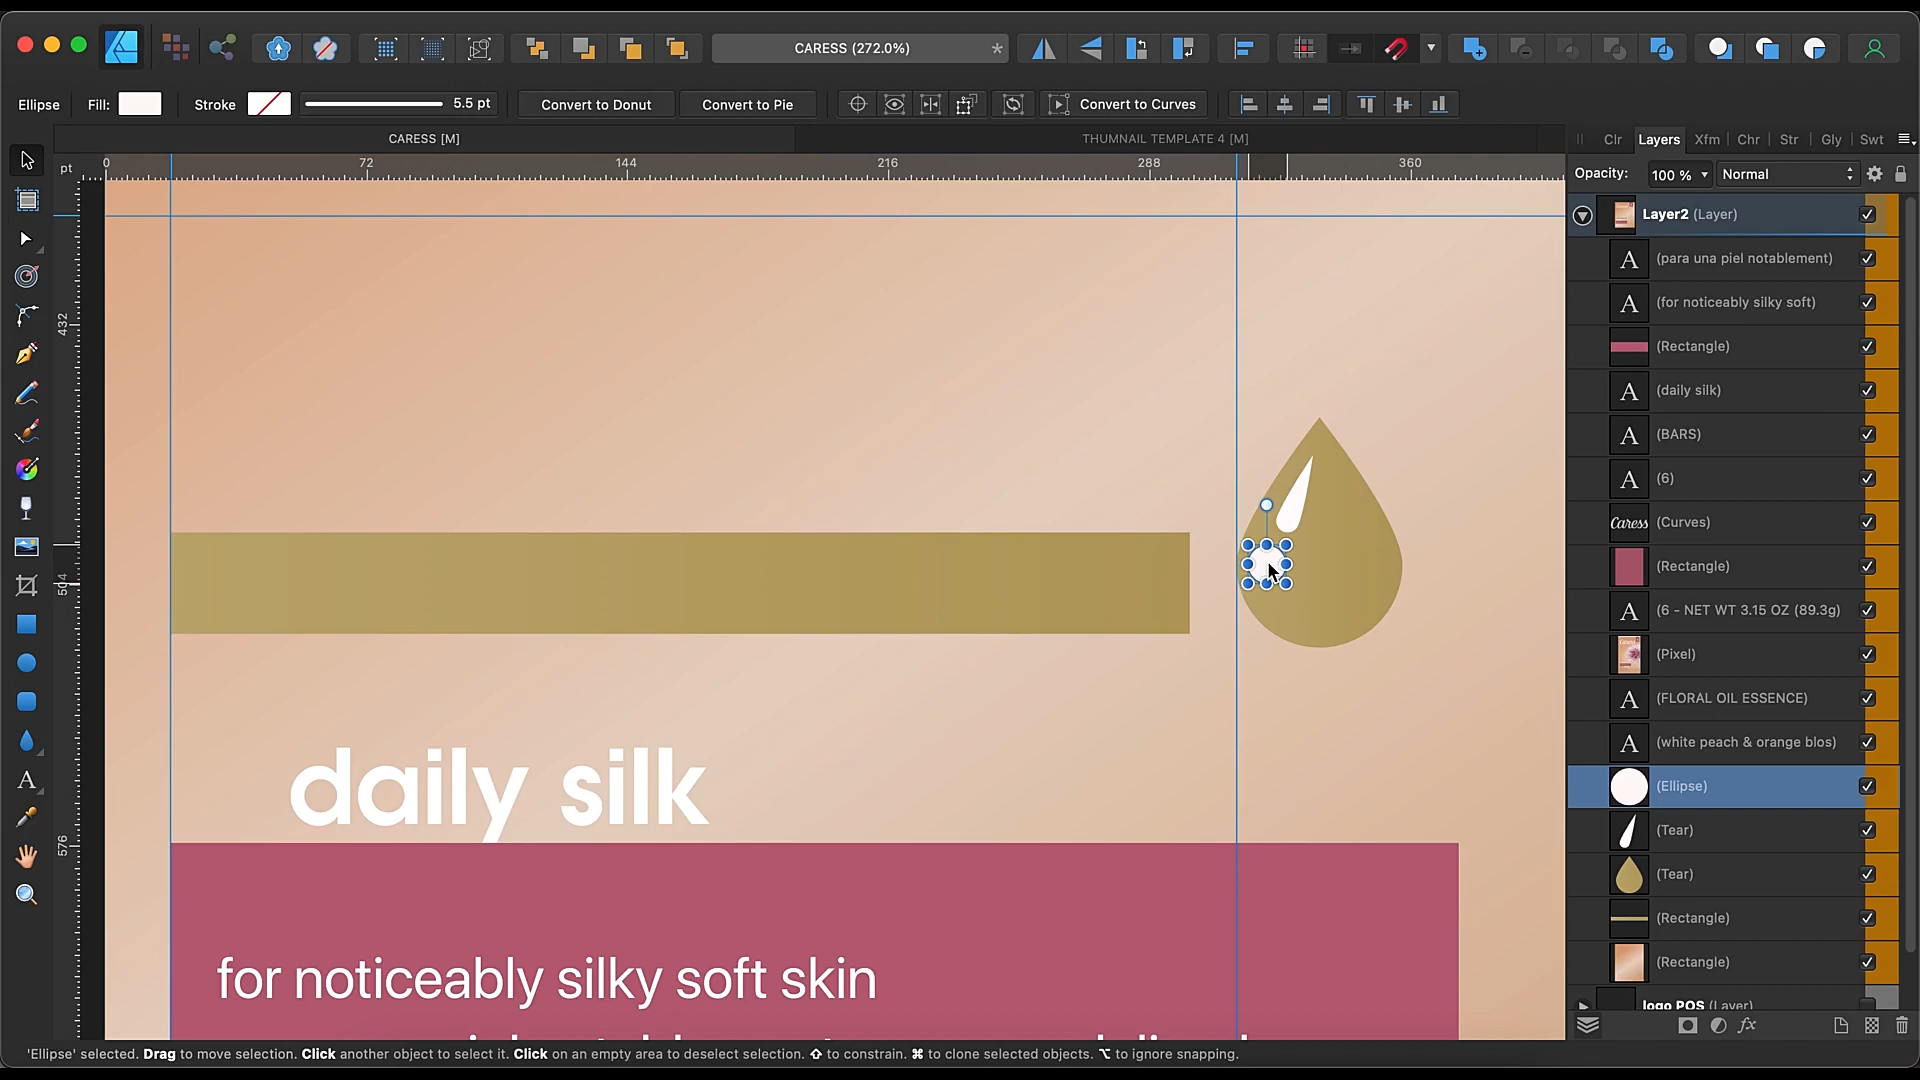 CARESS (272.0%)
*
Ellipse
Fill:
Stroke
5.5 pt
Convert to Donut
Convert to Pie
Convert to Curves
CARESS [M]
THUMNAIL TEMPLATE 4 [M]
Clr
Layers
Xfm
Chr
Str
Gly
Swt
pt
0
72
144
216
288
360
432
504
576
Opacity:
100 %
Normal
Layer2 (Layer)
A (para una piel notablement)
A (for noticeably silky soft)
(Rectangle)
A (daily silk)
A (BARS)
A (6)
Caress (Curves)
(Rectangle)
A (6 - NET WT 3.15 OZ (89.3g)
(Pixel)
A (FLORAL OIL ESSENCE)
A (white peach & orange blos)
(Ellipse)
(Tear)
(Tear)
(Rectangle)
(Rectangle)
logo POS (Layer)
fx
A
daily silk
for noticeably silky soft skin
'Ellipse' selected. Drag to move selection. Click another object to select it. Click on an empty area to deselect selection. ⇧ to constrain. ⌘ to clone selected objects. ⌥ to ignore snapping.